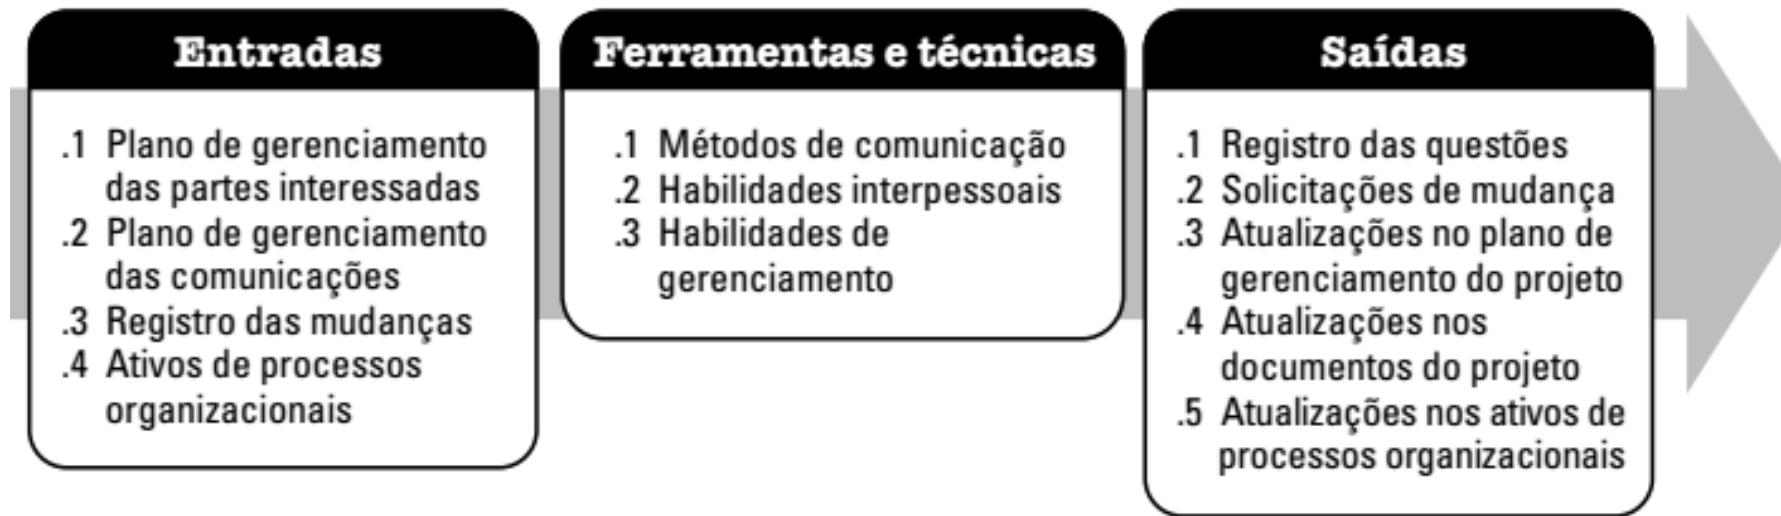 Entradas
.1 Plano de gerenciamento
das partes interessadas
.2 Plano de gerenciamento
das comunicações
.3 Registro das mudanças
.4 Ativos de processos
organizacionais
Ferramentas e técnicas
.1 Métodos de comunicação
.2 Habilidades interpessoais
.3 Habilidades de
gerenciamento
Saídas
.1 Registro das questões
.2 Solicitações de mudança
.3 Atualizações no plano de
gerenciamento do projeto
.4 Atualizações nos
documentos do projeto
.5 Atualizações nos ativos de
processos organizacionais